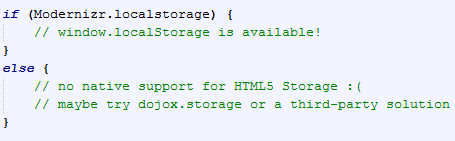 if (Modernizr.localstorage) {
// window.localStorage is available!
}
else {
// no native support for HTML5 Storage :(
// maybe try dojox.storage or a third-party solution
}